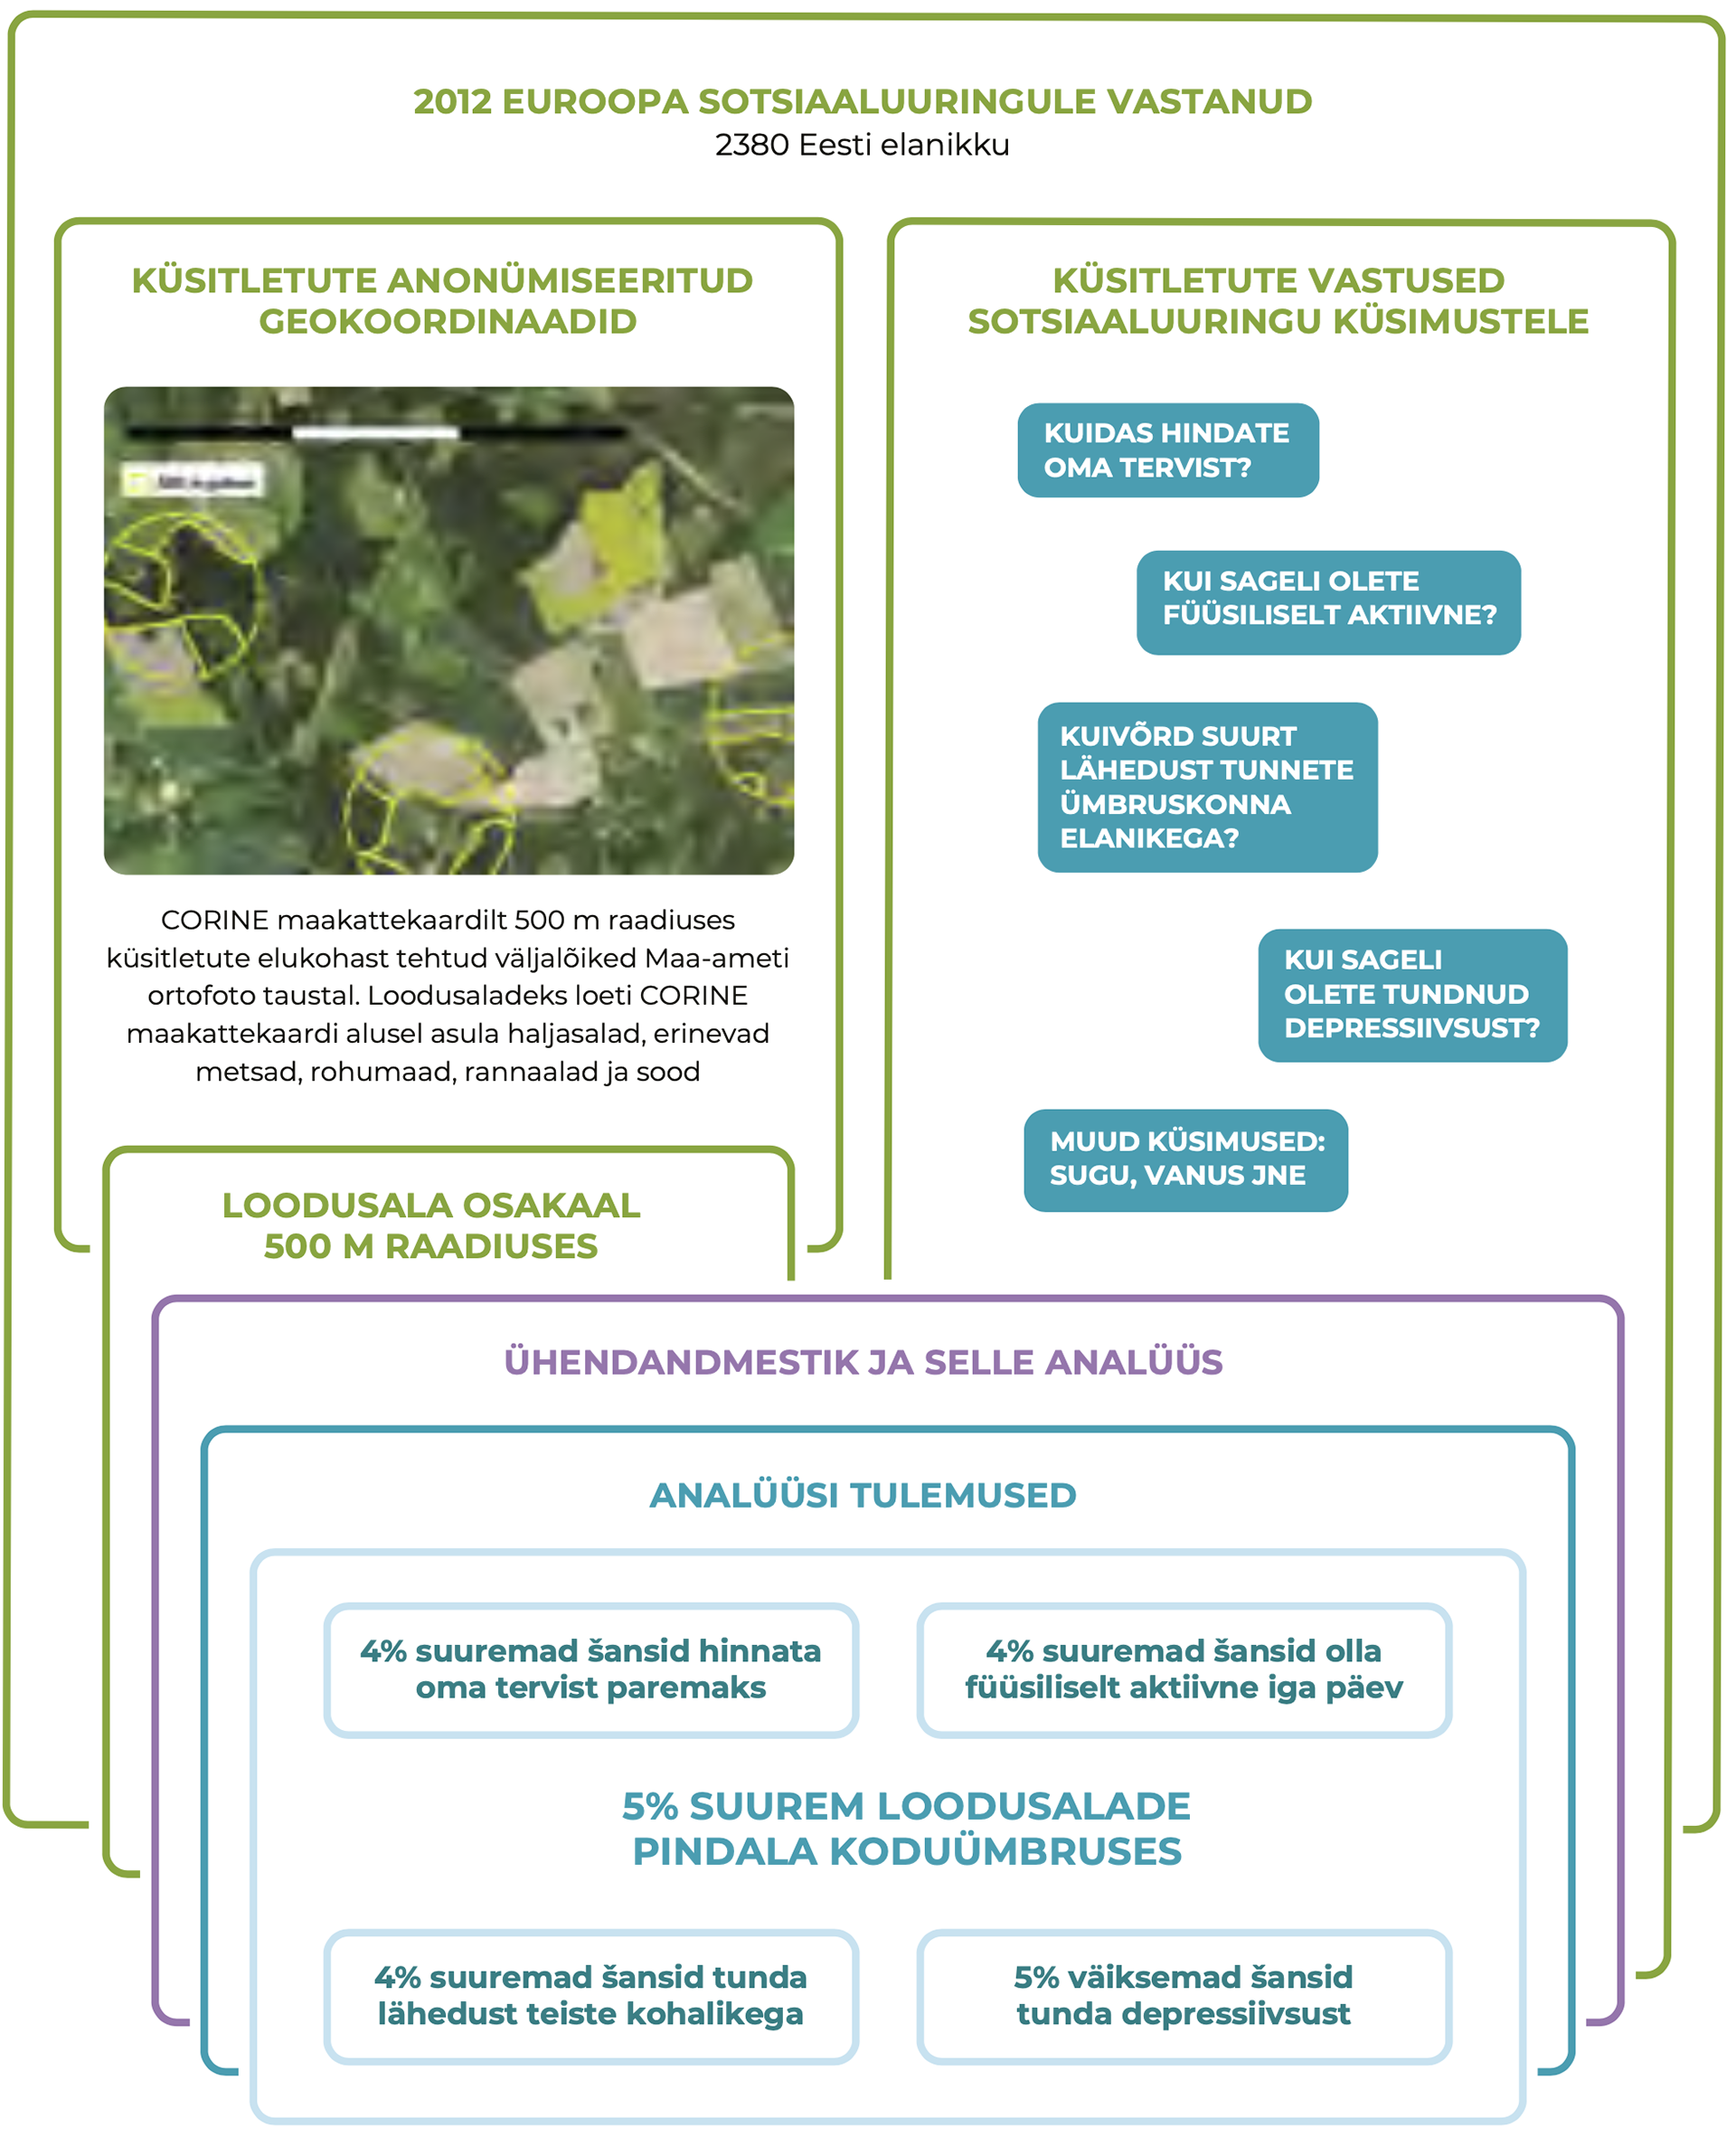 2012 EUROOPA SOTSIAALUURINGULE VASTANUD
2380 Eesti elanikku
KÜSITLETUTE ANONÜMISEERITUD
GEOKOORDINAADID
CORINE maakattekaardilt 500 m raadiuses
küsitletute elukohast tehtud väljalõiked Maa-ameti
ortofoto taustal. Loodusaladeks loeti CORINE
maakattekaardi alusel asula haljasalad, erinevad
metsad, rohumaad, rannaalad ja sood
LOODUSALA OSAKAAL
500 M RAADIUSES
KÜSITLETUTE VASTUSED
SOTSIAALUURINGU KÜSIMUSTELE
KUIDAS HINDATE
OMA TERVIST?
KUI SAGELI OLETE
FÜÜSILISELT AKTIIVNE?
KUIVÕRD SUURT
LÄHEDUST TUNNETE
ÜMBRUSKONNA
ELANIKEGA?
KUI SAGELI
OLETE TUNDNUD
DEPRESSIIVSUST?
MUUD KÜSIMUSED:
SUGU, VANUS JNE
ÜHENDANDMESTIK JA SELLE ANALÜÜS
ANALÜÜSI TULEMUSED
4% suuremad šansid hinnata
oma tervist paremaks
4% suuremad šansid olla
füüsiliselt aktiivne iga päev
5% SUUREM LOODUSALADE
PINDALA KODUÜMBRUSES
4% suuremad šansid tunda
lähedust teiste kohalikega
5% väiksemad šansid
tunda depressiivsust